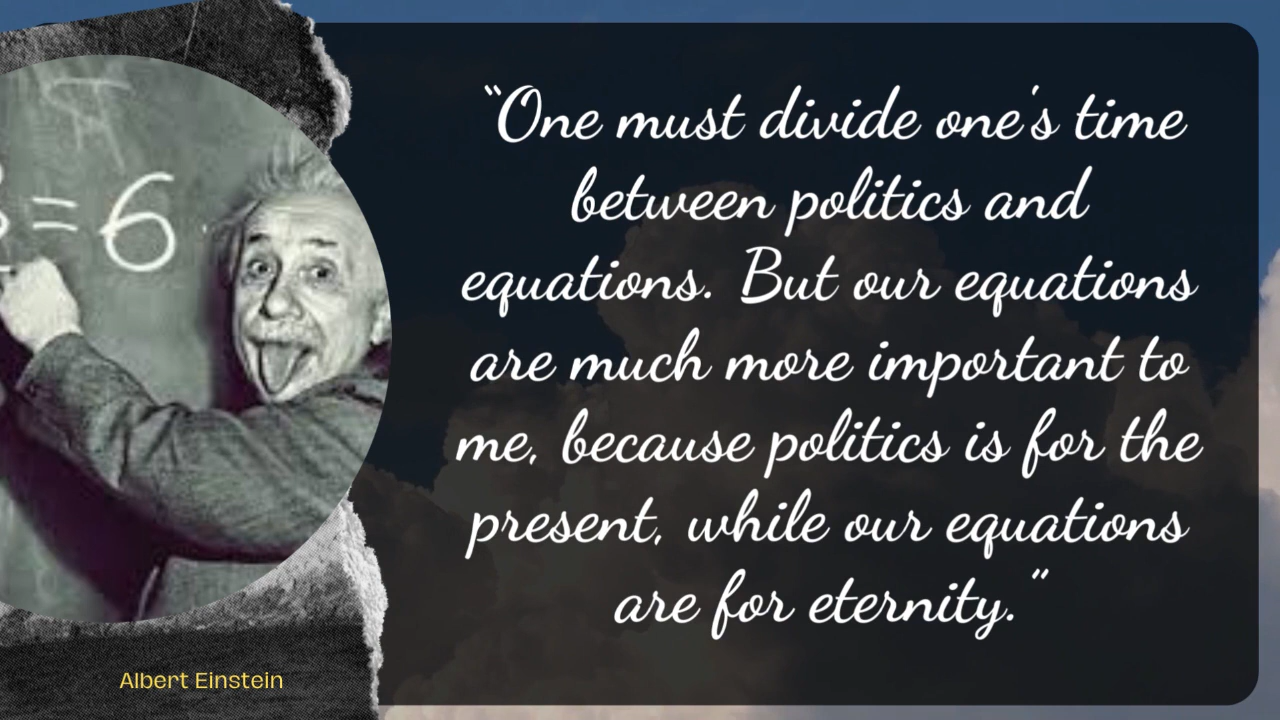 3 = 6
“One must divide one's time
between politics and
equations. But our equations
are much more important to
me, because politics is for the
present, while our equations
are for eternity.”
Albert Einstein